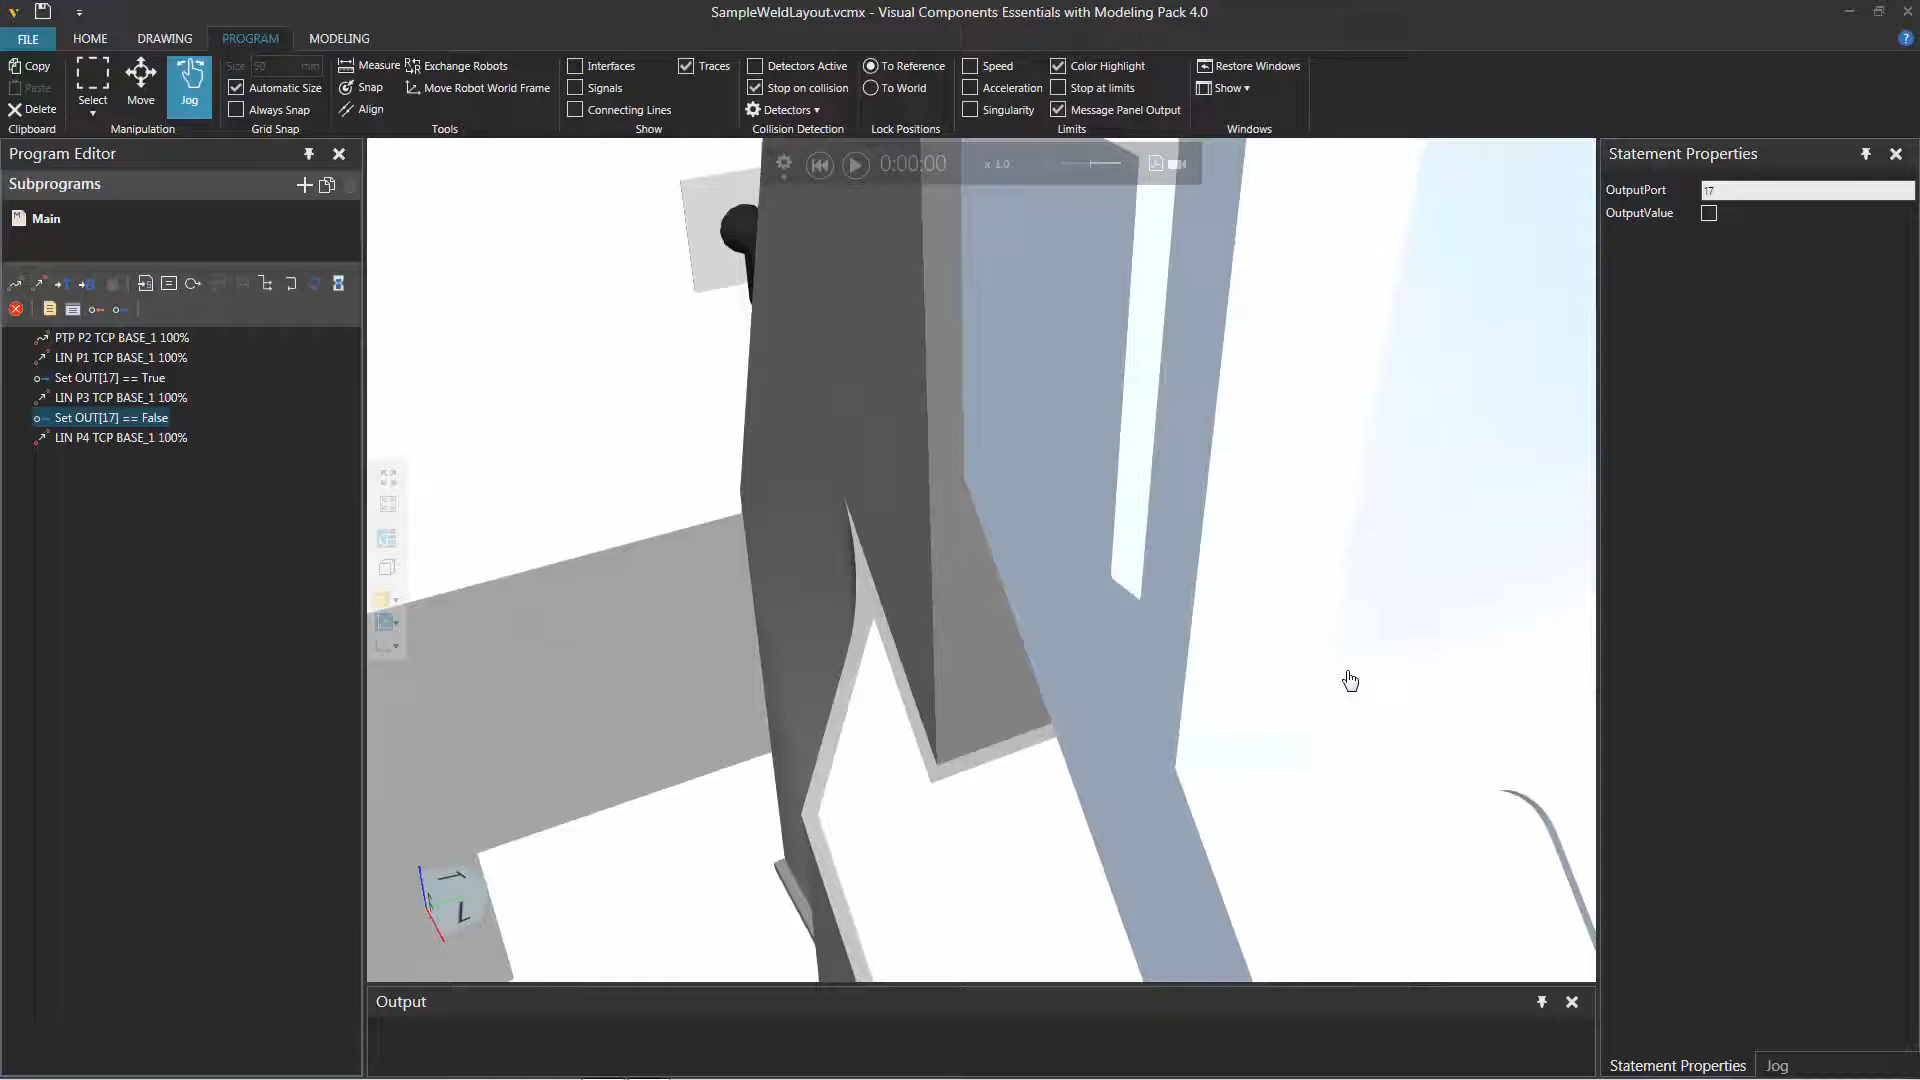 SampleWeldLayout.vcmx - Visual Components Essentials with Modeling Pack 4.0
FILE
HOME
DRAWING
PROGRAM
MODELING
Copy
Paste
Delete
Clipboard
Select
Move
Jog
Manipulation
Size
50
mm
Automatic Size
Always Snap
Grid Snap
Measure
Snap
Align
Exchange Robots
Move Robot World Frame
Tools
Interfaces
Signals
Connecting Lines
Traces
Show
Detectors Active
Stop on collision
Detectors
Collision Detection
To Reference
To World
Lock Positions
Speed
Acceleration
Singularity
Color Highlight
Stop at limits
Message Panel Output
Limits
Restore Windows
Show
Windows
Program Editor
Subprograms
Main
PTP P2 TCP BASE_1 100%
LIN P1 TCP BASE_1 100%
Set OUT[17] == True
LIN P3 TCP BASE_1 100%
Set OUT[17] == False
LIN P4 TCP BASE_1 100%
0:00:00
x 1.0
Output
Statement Properties
OutputPort
17
OutputValue
Statement Properties
Jog